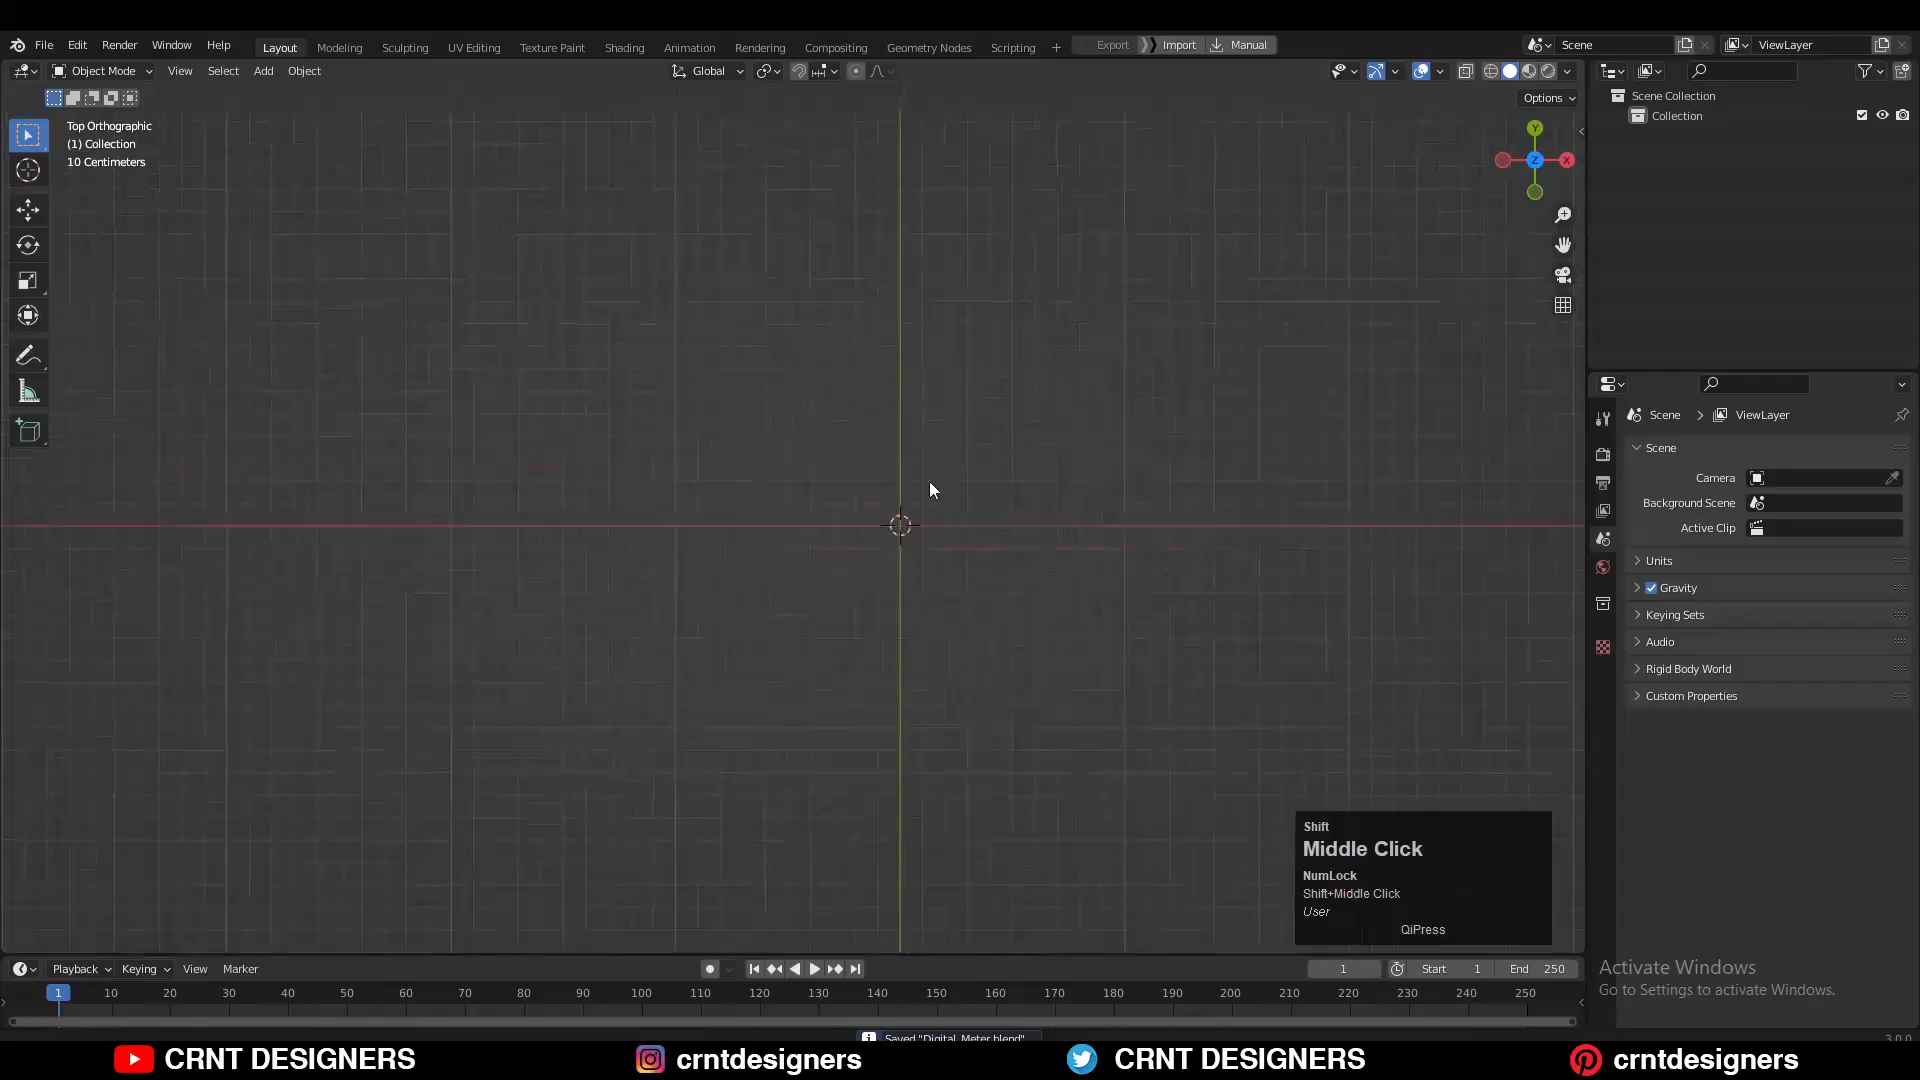 File Edit Render Window Help
Layout Modeling Sculpting UV Editing Texture Paint Shading Animation Rendering Compositing Geometry Nodes Scripting +
Export Import Manual
Scene
ViewLayer
Object Mode View Select Add Object
Global
Options
Top Orthographic
(1) Collection
10 Centimeters
Y
Z
X
Scene Collection
Collection
Scene > ViewLayer
Scene
Camera
Background Scene
Active Clip
Units
Gravity
Keying Sets
Audio
Rigid Body World
Custom Properties
Shift
Middle Click
NumLock
Shift+Middle Click
User
QiPress
Playback Keying View Marker
1 Start 1 End 250
1 10 20 30 40 50 60 70 80 90 100 110 120 130 140 150 160 170 180 190 200 210 220 230 240 250
Activate Windows
Go to Settings to activate Windows.
Saved "Digital_Meter.blend"
3.0.0
CRNT DESIGNERS crntdesigners CRNT DESIGNERS crntdesigners